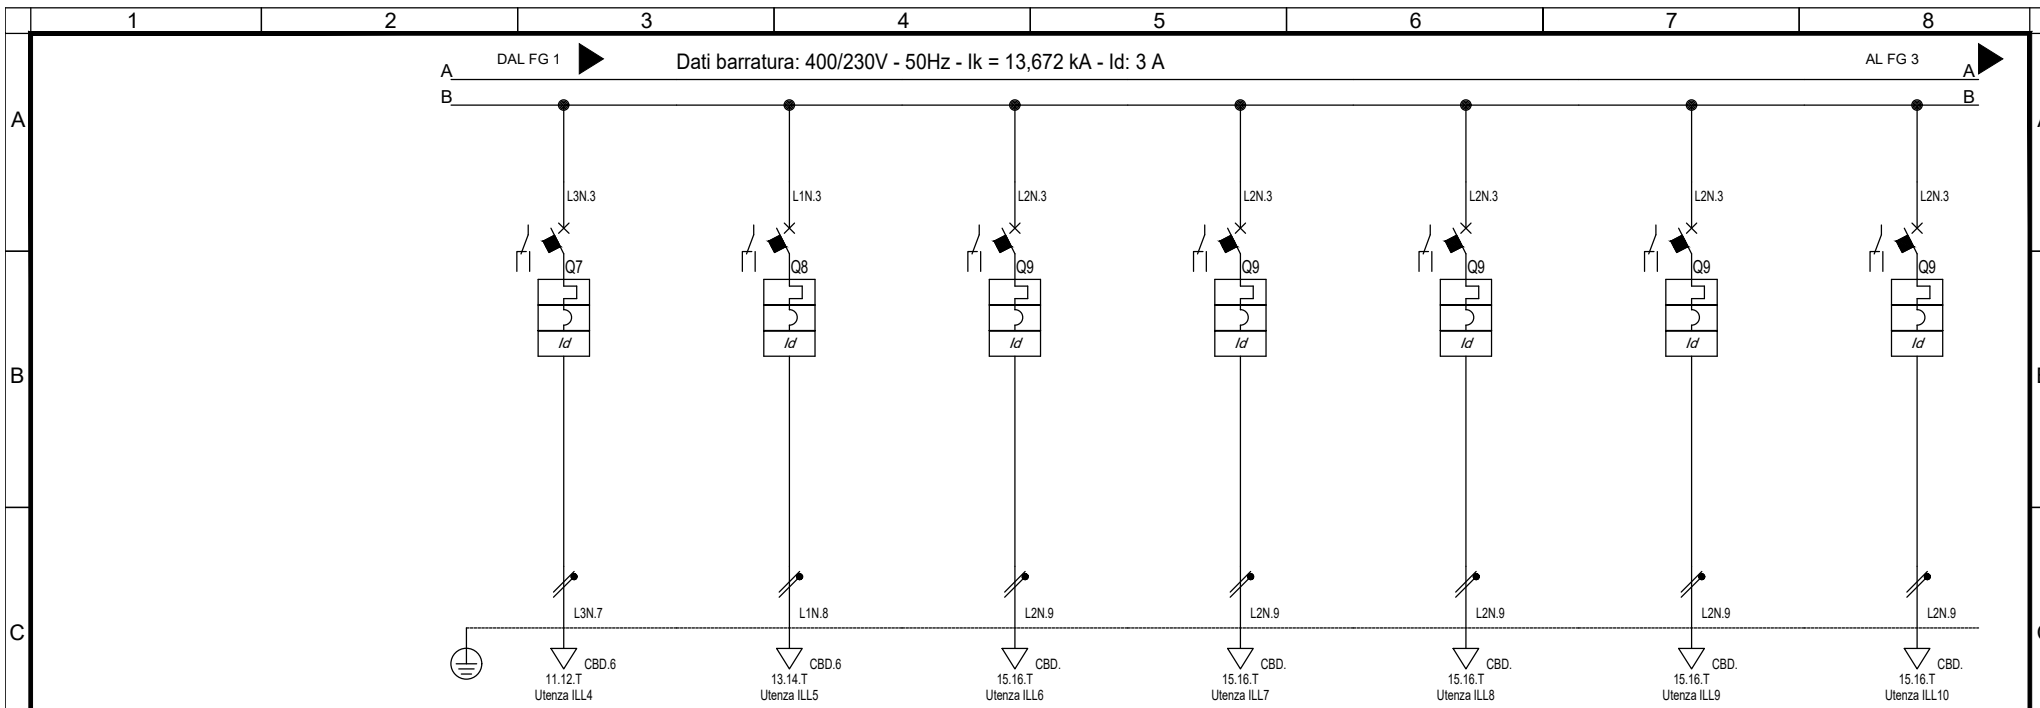 1 2 3 4 5 6 7 8
DAL FG 1 Dati barratura: 400/230V - 50Hz - Ik = 13,672 kA - Id: 3 A AL FG 3
A A
B B
A
L3N.3 L1N.3 L2N.3 L2N.3 L2N.3 L2N.3 L2N.3
Q7 Q8 Q9 Q9 Q9 Q9 Q9
Id Id Id Id Id Id Id
B
L3N.7 L1N.8 L2N.9 L2N.9 L2N.9 L2N.9 L2N.9
C
CBD.6 CBD.6 CBD. CBD. CBD. CBD. CBD.
11.12.T 13.14.T 15.16.T 15.16.T 15.16.T 15.16.T 15.16.T
Utenza ILL4 Utenza ILL5 Utenza ILL6 Utenza ILL7 Utenza ILL8 Utenza ILL9 Utenza ILL10